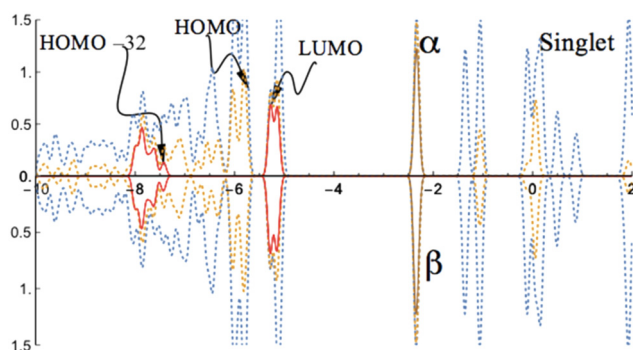 1.5
HOMO
α
Singlet
HOMO –32
LUMO
1.0
0.5
0.
- 10 -8 -6 -4 -2 0 2
0.5
β
1.
1.5